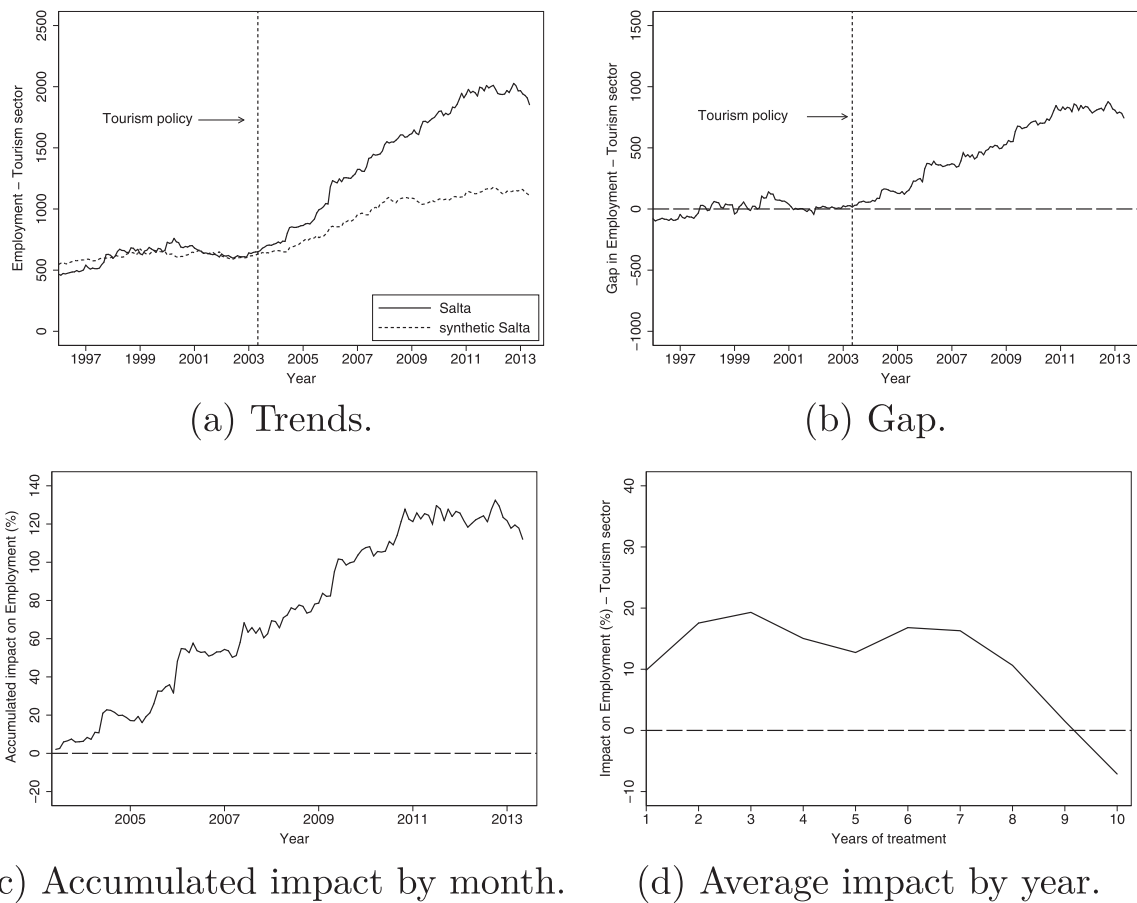 2500
2000
1500
1000
500
0
Employment – Tourism sector
Tourism policy
Salta
synthetic Salta
1997 1999 2001 2003 2005 2007 2009 2011 2013
Year
(a) Trends.
1500
1000
500
0
−500
−1000
Gap in Employment – Tourism sector
Tourism policy
1997 1999 2001 2003 2005 2007 2009 2011 2013
Year
(b) Gap.
140
120
100
80
60
40
20
0
−20
Accumulated impact on Employment (%)
2005 2007 2009 2011 2013
Year
c) Accumulated impact by month.
40
30
20
10
0
−10
Impact on Employment (%) – Tourism sector
1 2 3 4 5 6 7 8 9 10
Years of treatment
(d) Average impact by year.